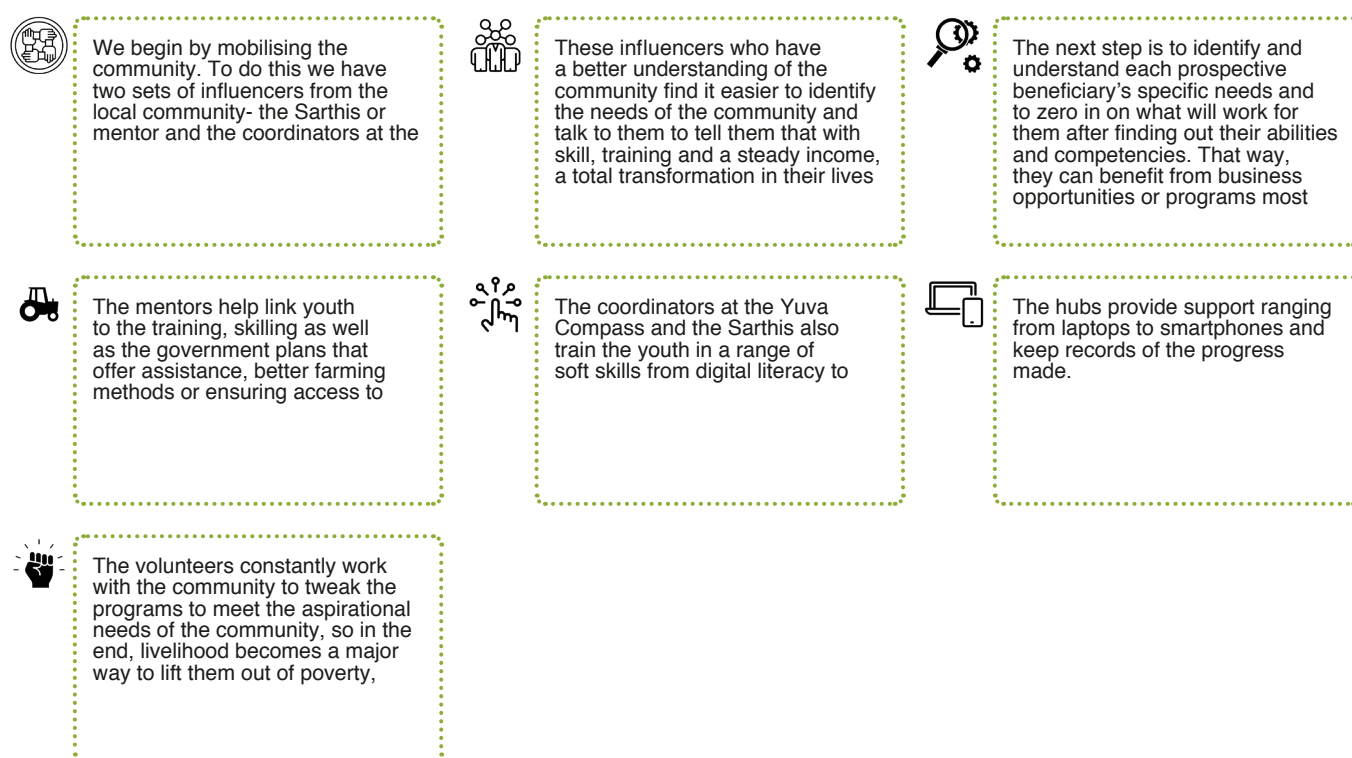 We begin by mobilising the
community. To do this we have
two sets of influencers from the
local community- the Sarthis or
mentor and the coordinators at the
These influencers who have
a better understanding of the
community find it easier to identify
the needs of the community and
talk to them to tell them that with
skill, training and a steady income,
a total transformation in their lives
The next step is to identify and
understand each prospective
beneficiary's specific needs and
to zero in on what will work for
them after finding out their abilities
and competencies. That way,
they can benefit from business
opportunities or programs most
The mentors help link youth
to the training, skilling as well
as the government plans that
offer assistance, better farming
methods or ensuring access to
The coordinators at the Yuva
Compass and the Sarthis also
train the youth in a range of
soft skills from digital literacy to
The hubs provide support ranging
from laptops to smartphones and
keep records of the progress
made.
The volunteers constantly work
with the community to tweak the
programs to meet the aspirational
needs of the community, so in the
end, livelihood becomes a major
way to lift them out of poverty,